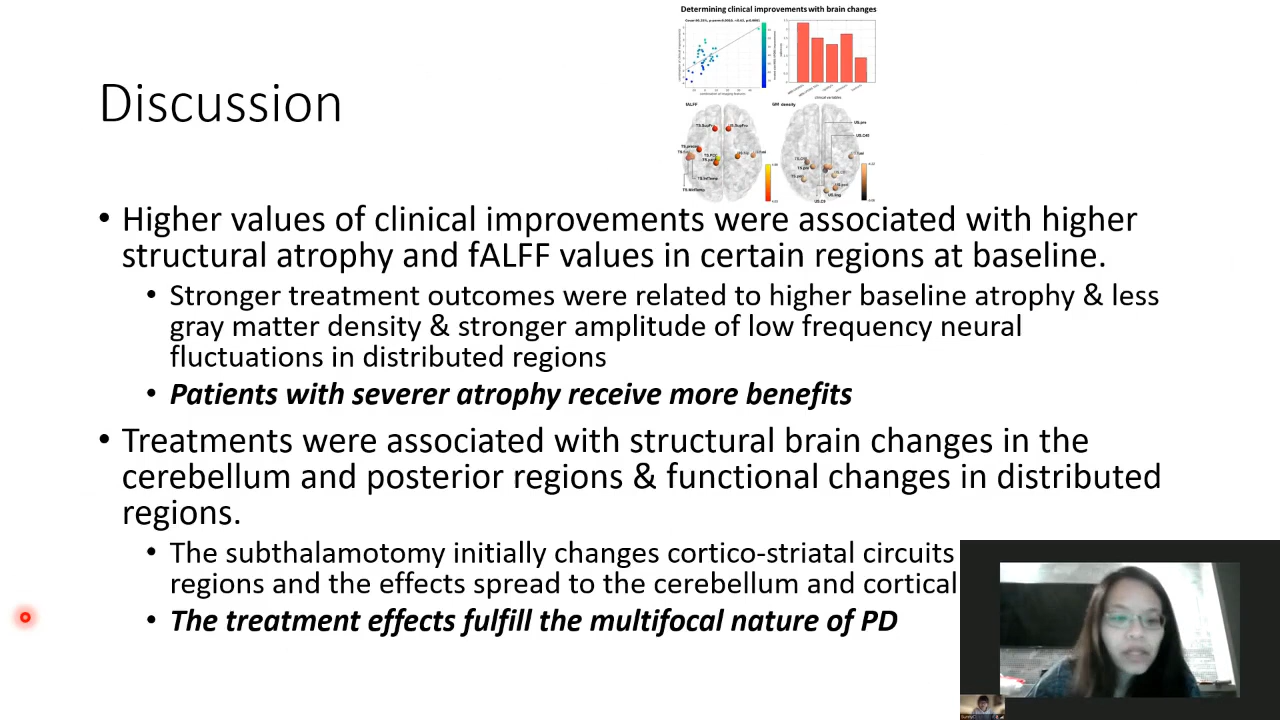 Determining clinical improvements with brain changes
clinical variables
fALFF
GM density
Discussion
• Higher values of clinical improvements were associated with higher
structural atrophy and fALFF values in certain regions at baseline.
• Stronger treatment outcomes were related to higher baseline atrophy & less
gray matter density & stronger amplitude of low frequency neural
fluctuations in distributed regions
• Patients with severer atrophy receive more benefits
• Treatments were associated with structural brain changes in the
cerebellum and posterior regions & functional changes in distributed
regions.
• The subthalamotomy initially changes cortico-striatal circuits
regions and the effects spread to the cerebellum and cortical
• The treatment effects fulfill the multifocal nature of PD